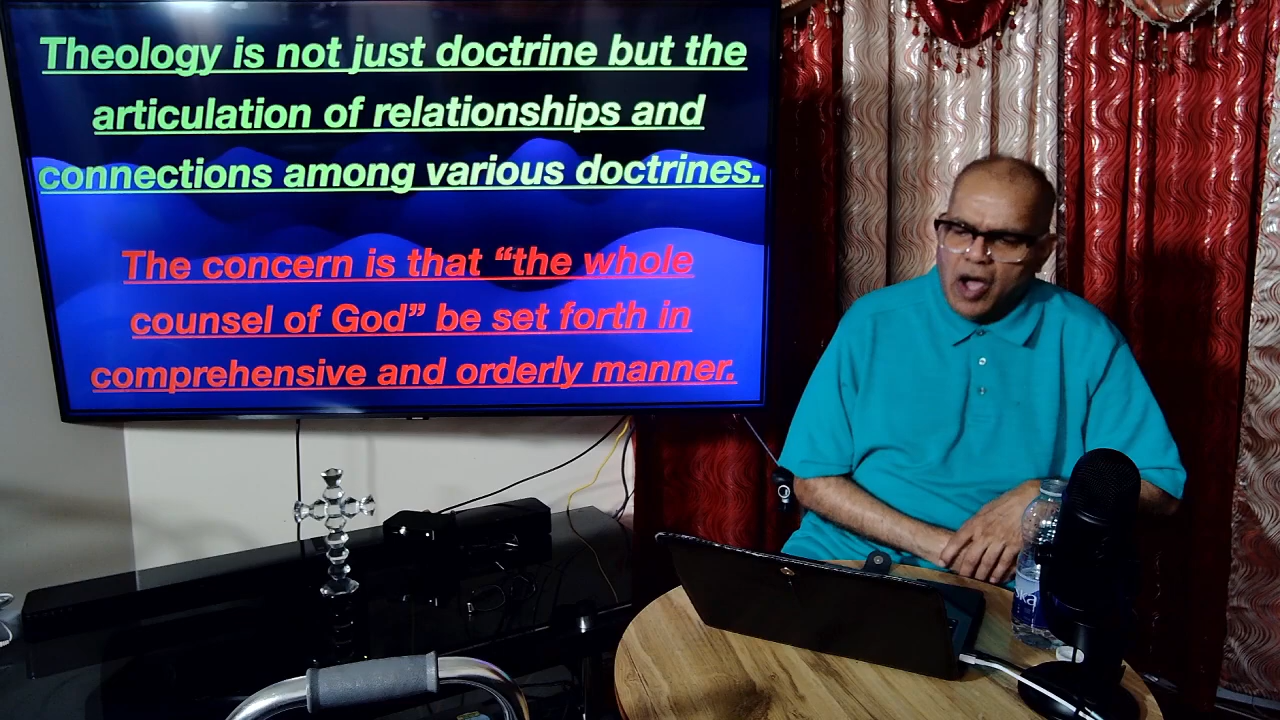 Theology is not just doctrine but the
articulation of relationships and
connections among various doctrines.
The concern is that “the whole
counsel of God” be set forth in
comprehensive and orderly manner.